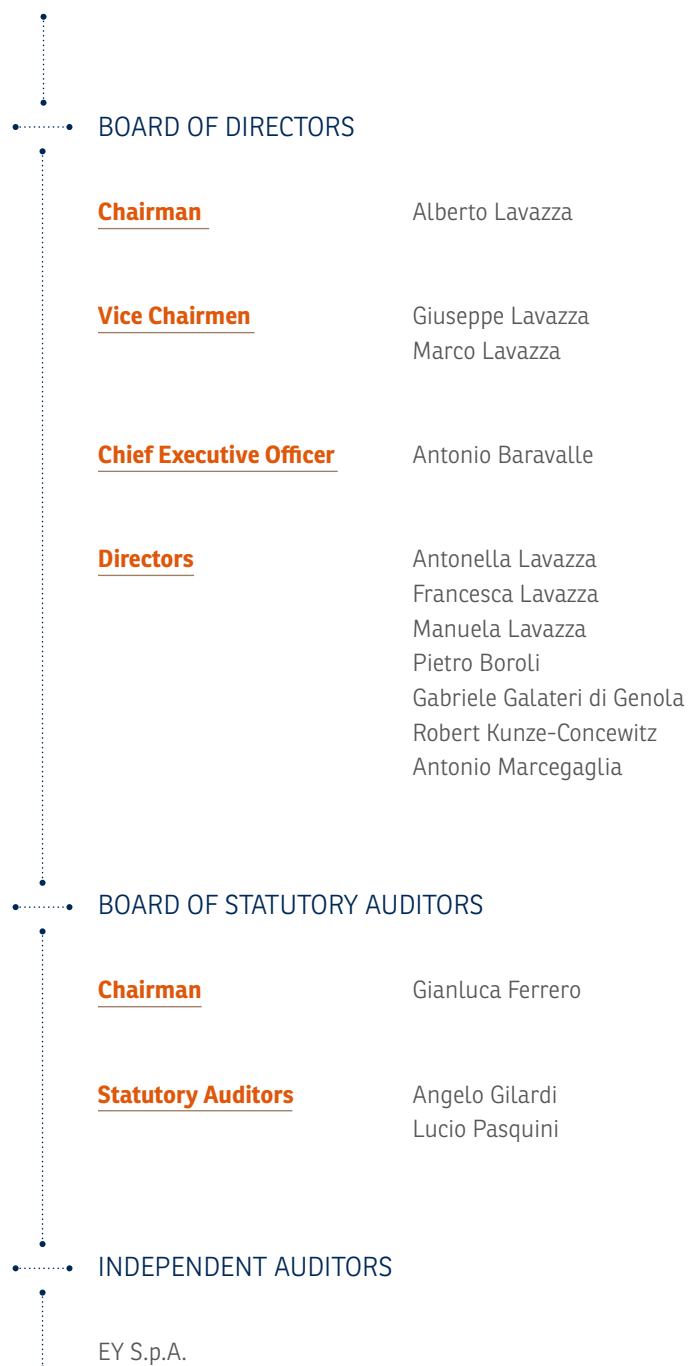 BOARD OF DIRECTORS
Chairman Alberto Lavazza
Vice Chairmen Giuseppe Lavazza
Marco Lavazza
Chief Executive Officer Antonio Baravalle
Directors Antonella Lavazza
Francesca Lavazza
Manuela Lavazza
Pietro Boroli
Gabriele Galateri di Genola
Robert Kunze-Concewitz
Antonio Marcegaglia
BOARD OF STATUTORY AUDITORS
Chairman Gianluca Ferrero
Statutory Auditors Angelo Gilardi
Lucio Pasquini
INDEPENDENT AUDITORS
EY S.p.A.